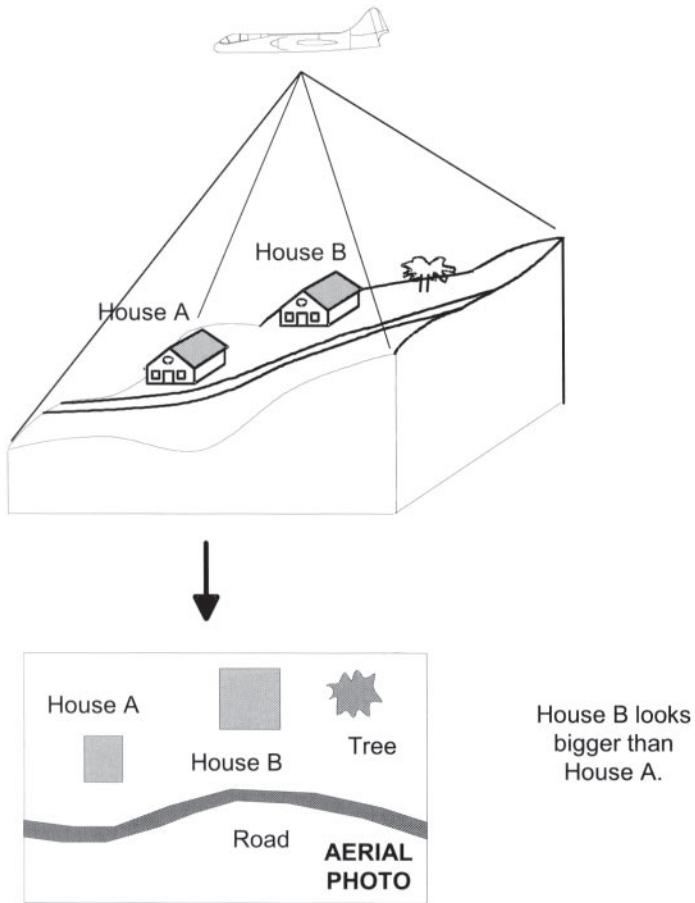 House B
House A
House A
House B
Tree
Road
AERIAL
PHOTO
House B looks
bigger than
House A.